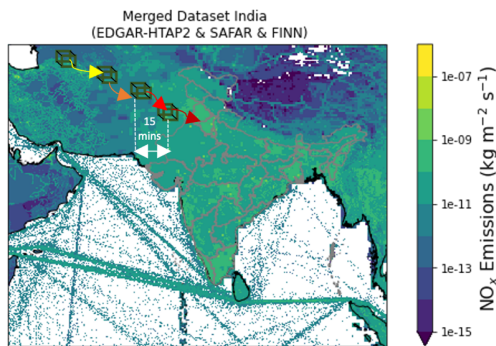 Merged Dataset India
(EDGAR-HTAP2 & SAFAR & FINN)
15
mins
1e-07
1e-09
1e-11
1e-13
1e-15
NOx Emissions (kg m⁻² s⁻¹)